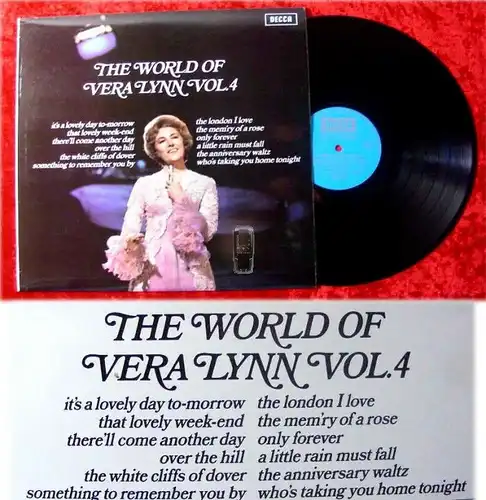 DECCA
THE WORLD OF
VERA LYNN VOL.4
it's a lovely day to-morrow
that lovely week-end
there'll come another day
over the hill
the white cliffs of dover
something to remember you by
the london I love
the mem'ry of a rose
only forever
a little rain must fall
the anniversary waltz
who's taking you home tonight
THE WORLD OF
VERA LYNN VOL.4
it's a lovely day to-morrow
that lovely week-end
there'll come another day
over the hill
the white cliffs of dover
something to remember you by
the london I love
the mem'ry of a rose
only forever
a little rain must fall
the anniversary waltz
who's taking you home tonight